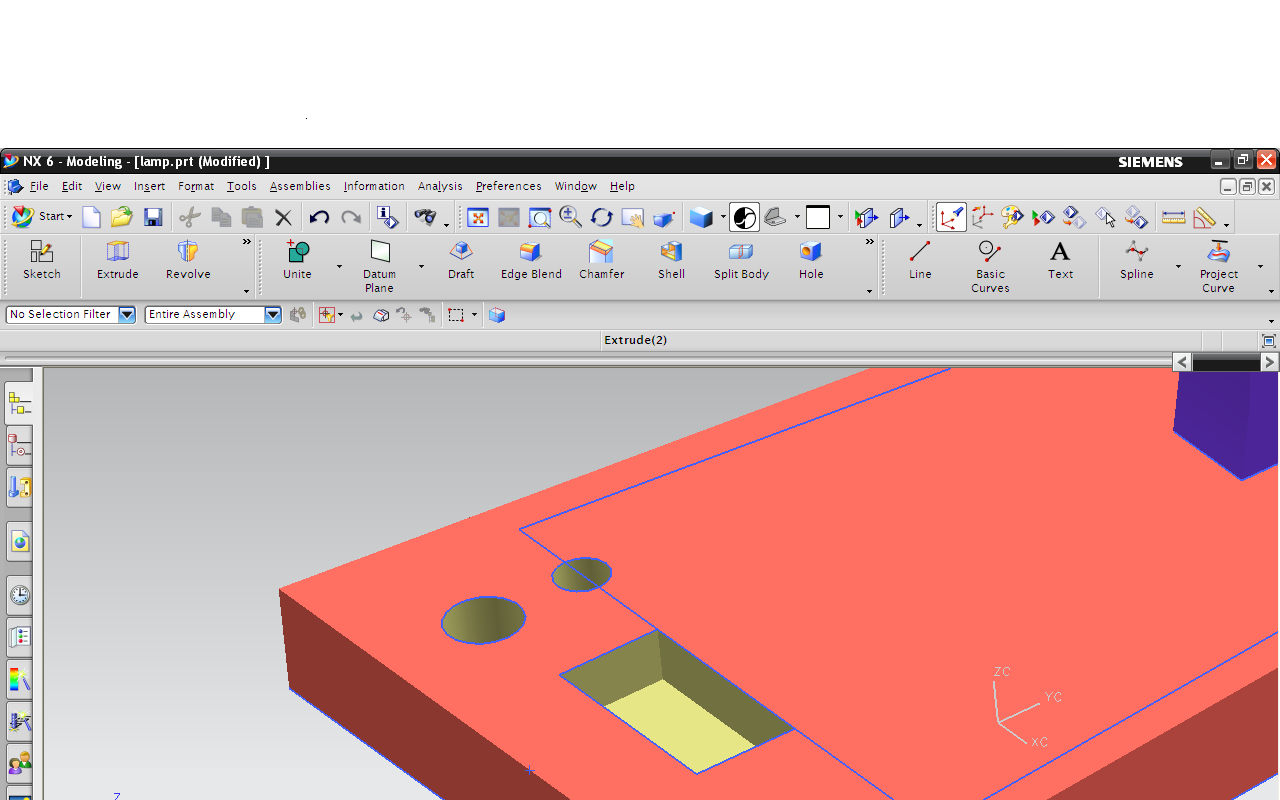 NX 6 - Modeling - [lamp.prt (Modified) ]
SIEMENS
File Edit View Insert Format Tools Assemblies Information Analysis Preferences Window Help
Start
Sketch Extrude Revolve Unite Datum Plane Draft Edge Blend Chamfer Shell Split Body Hole Line Basic Curves A Text Spline Project Curve
No Selection Filter Entire Assembly
Extrude(2)
ZC
YC
XC
Z